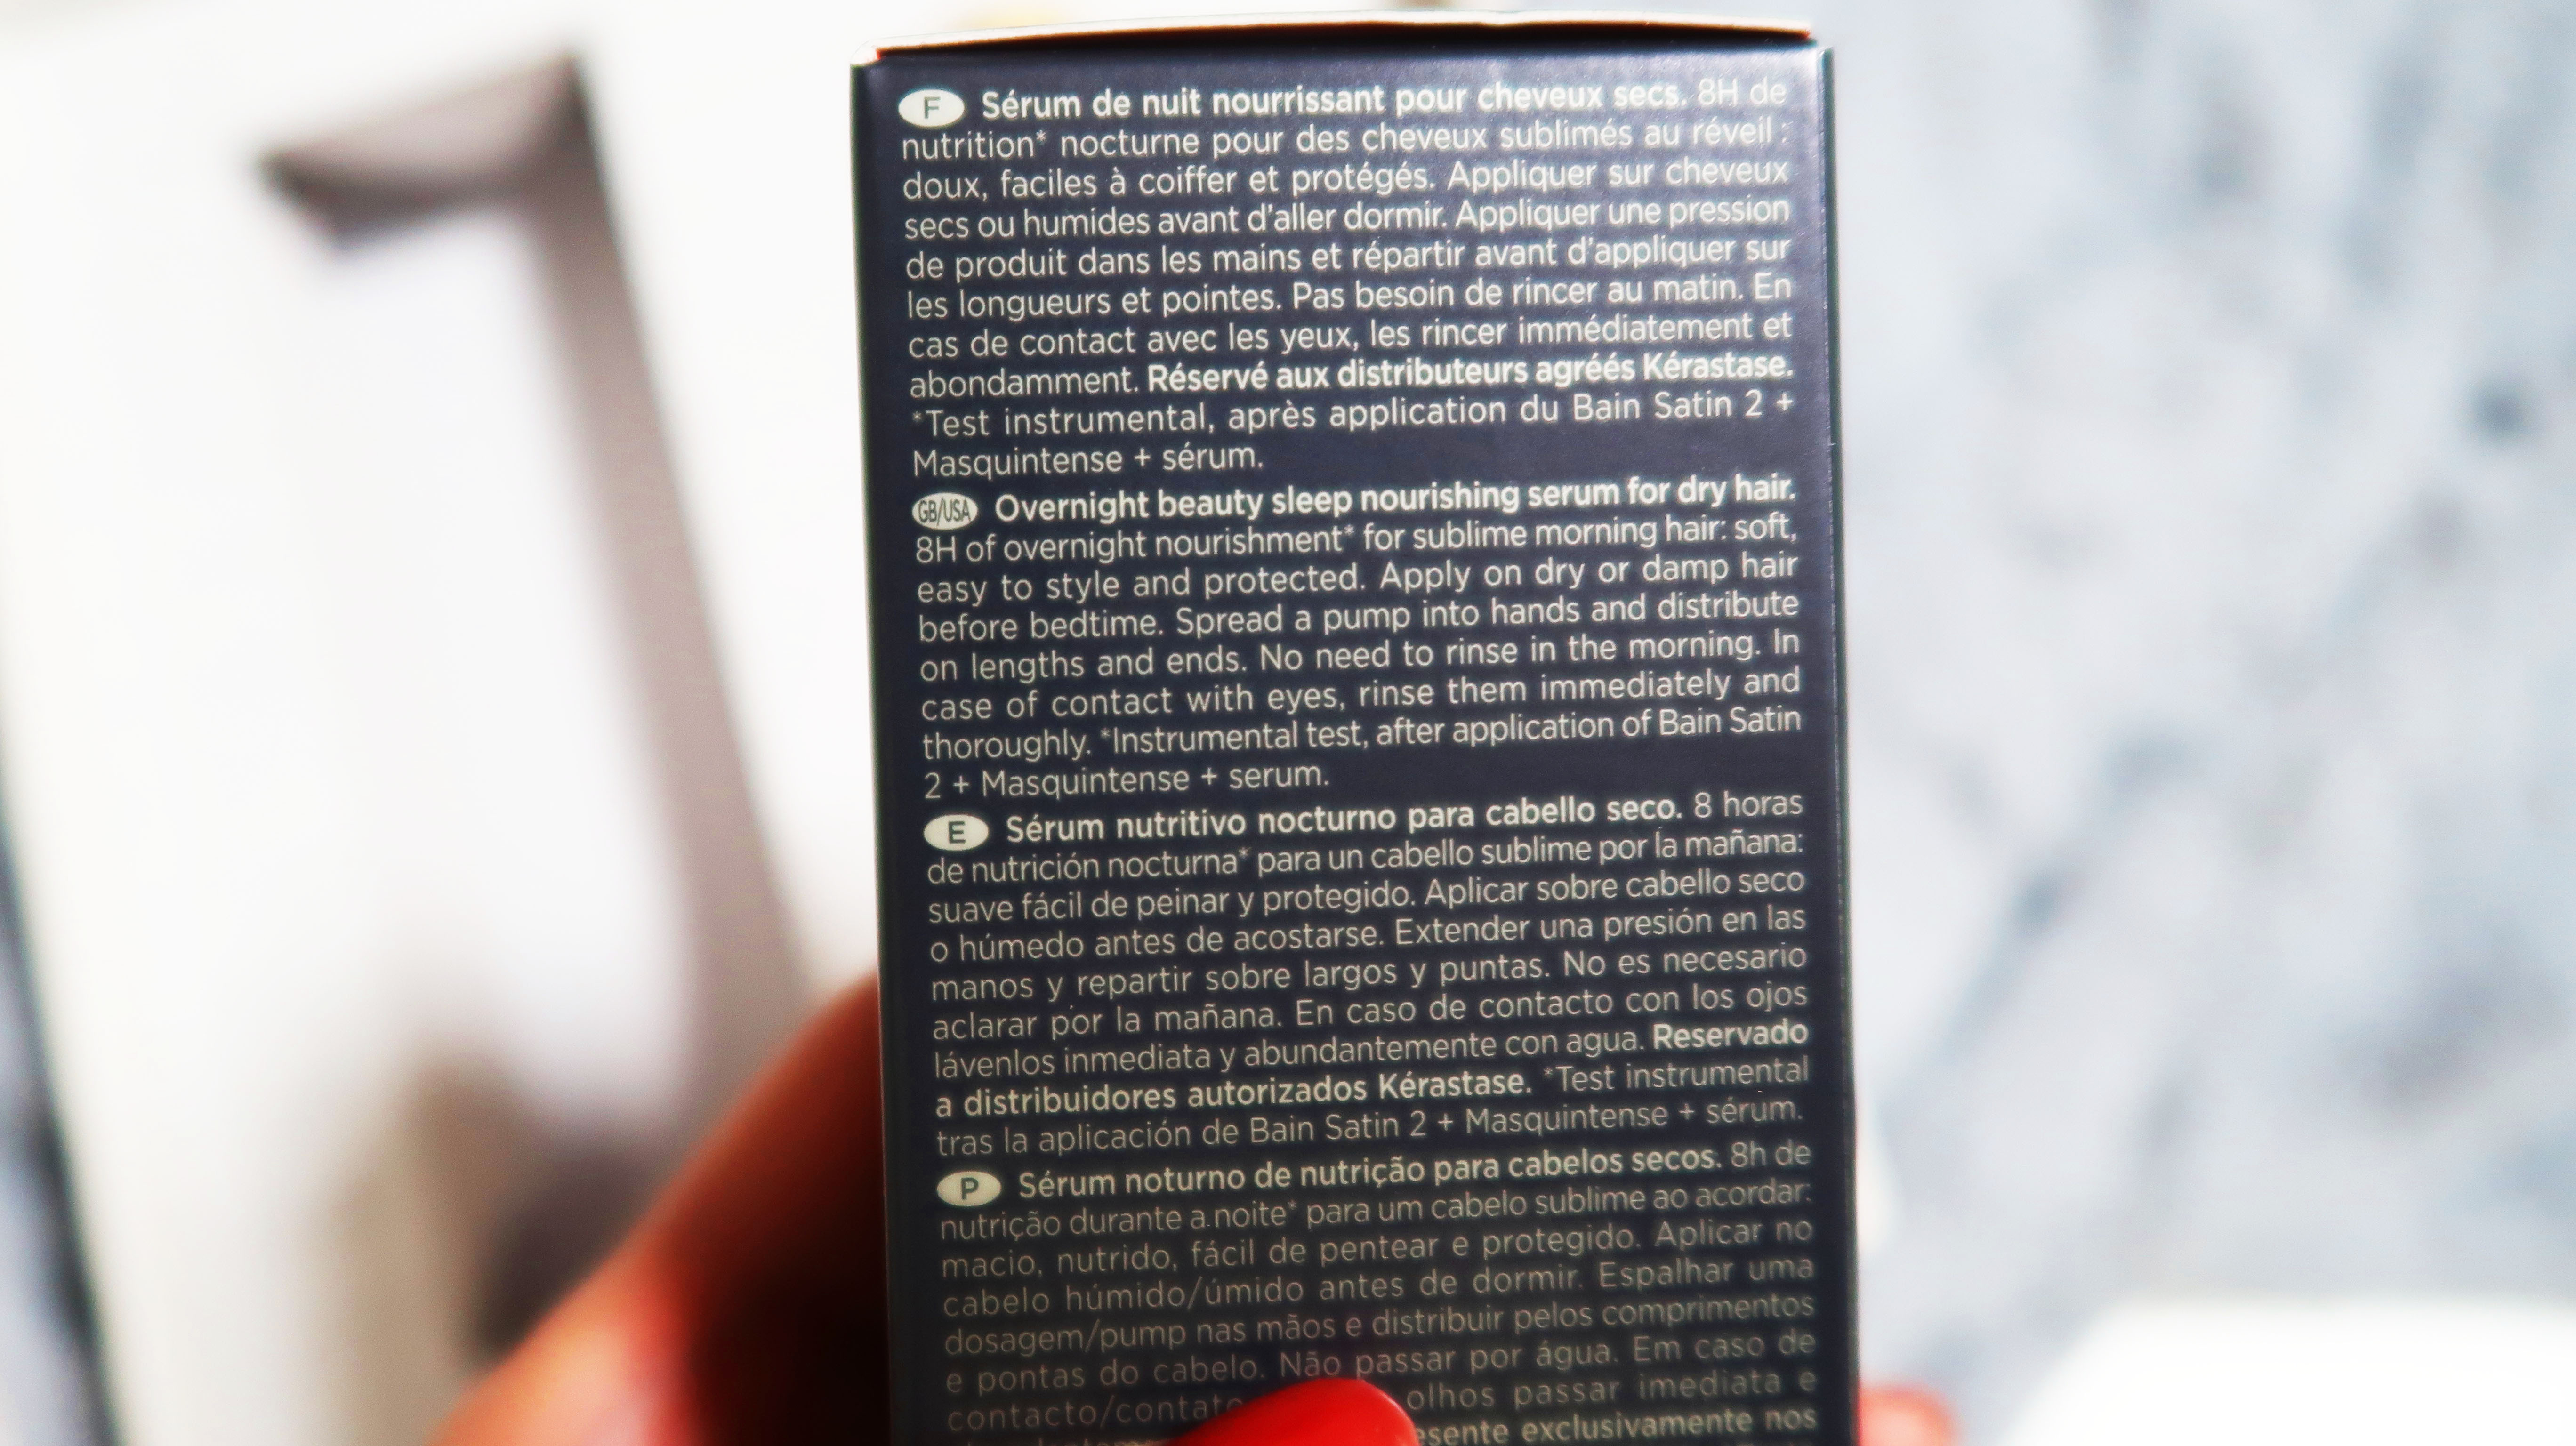 F Sérum de nuit nourrissant pour cheveux secs. 8H de
nutrition* nocturne pour des cheveux sublimés au réveil :
doux, faciles à coiffer et protégés. Appliquer sur cheveux
secs ou humides avant d'aller dormir. Appliquer une pression
de produit dans les mains et répartir avant d'appliquer sur
les longueurs et pointes. Pas besoin de rincer au matin. En
cas de contact avec les yeux, les rincer immédiatement et
abondamment. Réservé aux distributeurs agréés Kérastase.
*Test instrumental, après application du Bain Satin 2 +
Masquintense + sérum.
GB/USA Overnight beauty sleep nourishing serum for dry hair.
8H of overnight nourishment* for sublime morning hair: soft,
easy to style and protected. Apply on dry or damp hair
before bedtime. Spread a pump into hands and distribute
on lengths and ends. No need to rinse in the morning. In
case of contact with eyes, rinse them immediately and
thoroughly. *Instrumental test, after application of Bain Satin
2 + Masquintense + serum.
E Sérum nutritivo nocturno para cabello seco. 8 horas
de nutrición nocturna* para un cabello sublime por la mañana:
suave fácil de peinar y protegido. Aplicar sobre cabello seco
o húmedo antes de acostarse. Extender una presión en las
manos y repartir sobre largos y puntas. No es necesario
aclarar por la mañana. En caso de contacto con los ojos
lávenlos inmediata y abundantemente con agua. Reservado
a distribuidores autorizados Kérastase. *Test instrumental
tras la aplicación de Bain Satin 2 + Masquintense + sérum.
P Sérum noturno de nutrição para cabelos secos. 8h de
nutrição durante a noite* para um cabelo sublime ao acordar:
macio, nutrido, fácil de pentear e protegido. Aplicar no
cabelo húmido/úmido antes de dormir. Espalhar uma
dosagem/pump nas mãos e distribuir pelos comprimentos
e pontas do cabelo. Não passar por água. Em caso de
contacto/contato olhos passar imediata e
exclusivamente nos